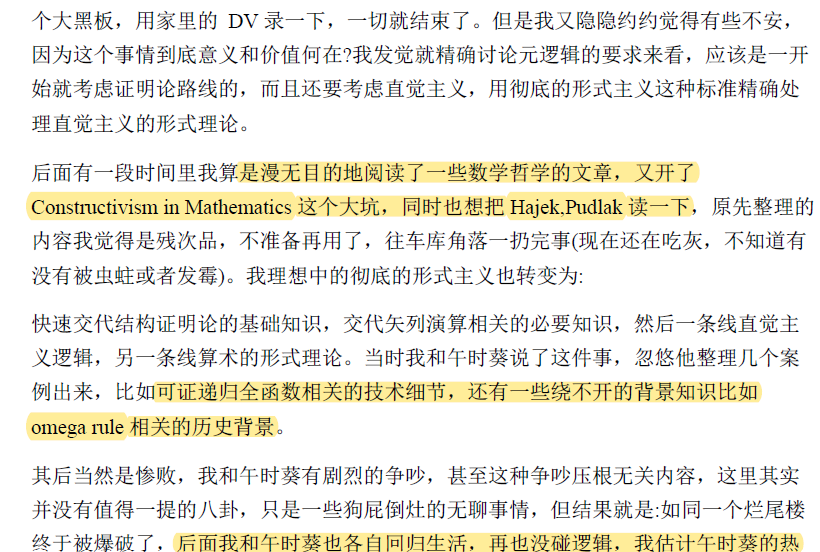 个大黑板，用家里的 DV 录一下，一切就结束了。但是我又隐隐约约觉得有些不安，
因为这个事情到底意义和价值何在?我发觉就精确讨论元逻辑的要求来看，应该是一开
始就考虑证明论路线的，而且还要考虑直觉主义，用彻底的形式主义这种标准精确处
理直觉主义的形式理论。
后面有一段时间里我算是漫无目的地阅读了一些数学哲学的文章，又开了
Constructivism in Mathematics 这个大坑，同时也想把 Hajek,Pudlak 读一下，原先整理的
内容我觉得是残次品，不准备再用了，往车库角落一扔完事(现在还在吃灰，不知道有
没有被虫蛀或者发霉)。我理想中的彻底的形式主义也转变为:
快速交代结构证明论的基础知识，交代矢列演算相关的必要知识，然后一条线直觉主
义逻辑，另一条线算术的形式理论。当时我和午时葵说了这件事，忽悠他整理几个案
例出来，比如可证递归全函数相关的技术细节，还有一些绕不开的背景知识比如
omega rule 相关的历史背景。
其后当然是惨败，我和午时葵有剧烈的争吵，甚至这种争吵压根无关内容，这里其实
并没有值得一提的八卦，只是一些狗屁倒灶的无聊事情，但结果就是:如同一个烂尾楼
终于被爆破了，后面我和午时葵也各自回归生活，再也没碰逻辑，我估计午时葵的热